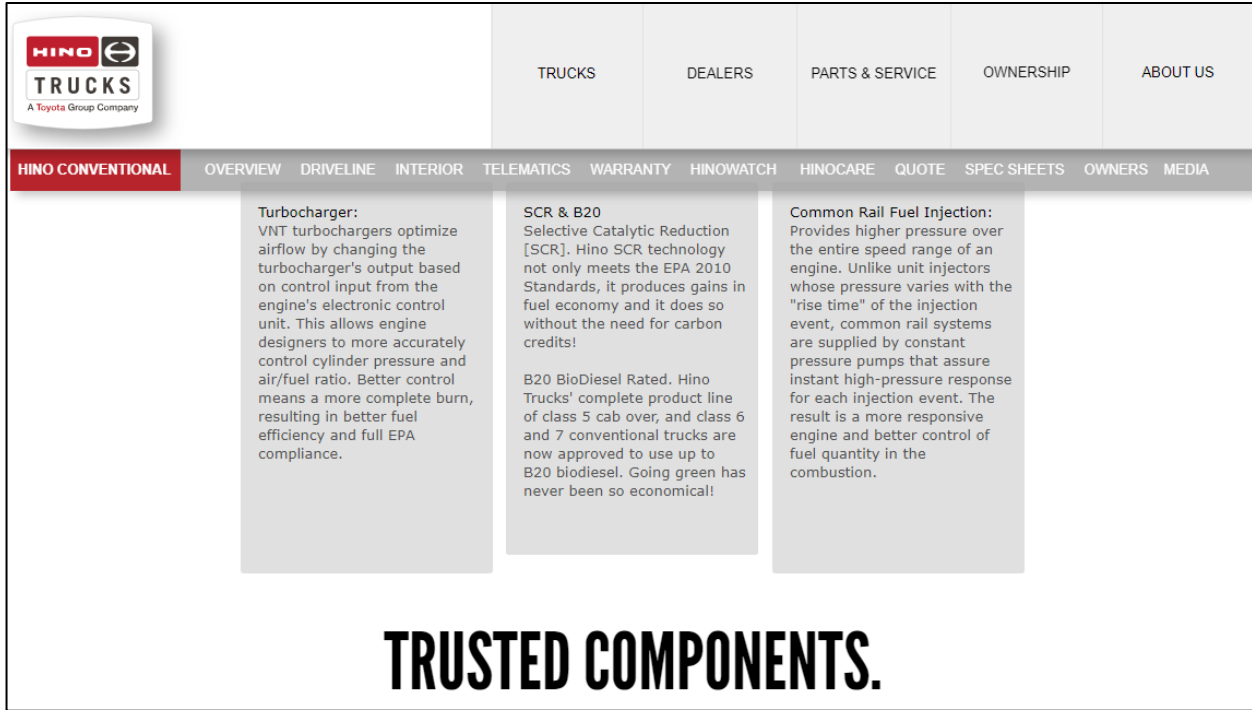 HINO
TRUCKS
A Toyota Group Company
TRUCKS DEALERS PARTS & SERVICE OWNERSHIP ABOUT US
HINO CONVENTIONAL OVERVIEW DRIVELINE INTERIOR TELEMATICS WARRANTY HINOWATCH HINOCARE QUOTE SPEC SHEETS OWNERS MEDIA
Turbocharger:
VNT turbochargers optimize
airflow by changing the
turbocharger's output based
on control input from the
engine's electronic control
unit. This allows engine
designers to more accurately
control cylinder pressure and
air/fuel ratio. Better control
means a more complete burn,
resulting in better fuel
efficiency and full EPA
compliance.
SCR & B20
Selective Catalytic Reduction
[SCR]. Hino SCR technology
not only meets the EPA 2010
Standards, it produces gains in
fuel economy and it does so
without the need for carbon
credits!
B20 BioDiesel Rated. Hino
Trucks' complete product line
of class 5 cab over, and class 6
and 7 conventional trucks are
now approved to use up to
B20 biodiesel. Going green has
never been so economical!
Common Rail Fuel Injection:
Provides higher pressure over
the entire speed range of an
engine. Unlike unit injectors
whose pressure varies with the
"rise time" of the injection
event, common rail systems
are supplied by constant
pressure pumps that assure
instant high-pressure response
for each injection event. The
result is a more responsive
engine and better control of
fuel quantity in the
combustion.
TRUSTED COMPONENTS.